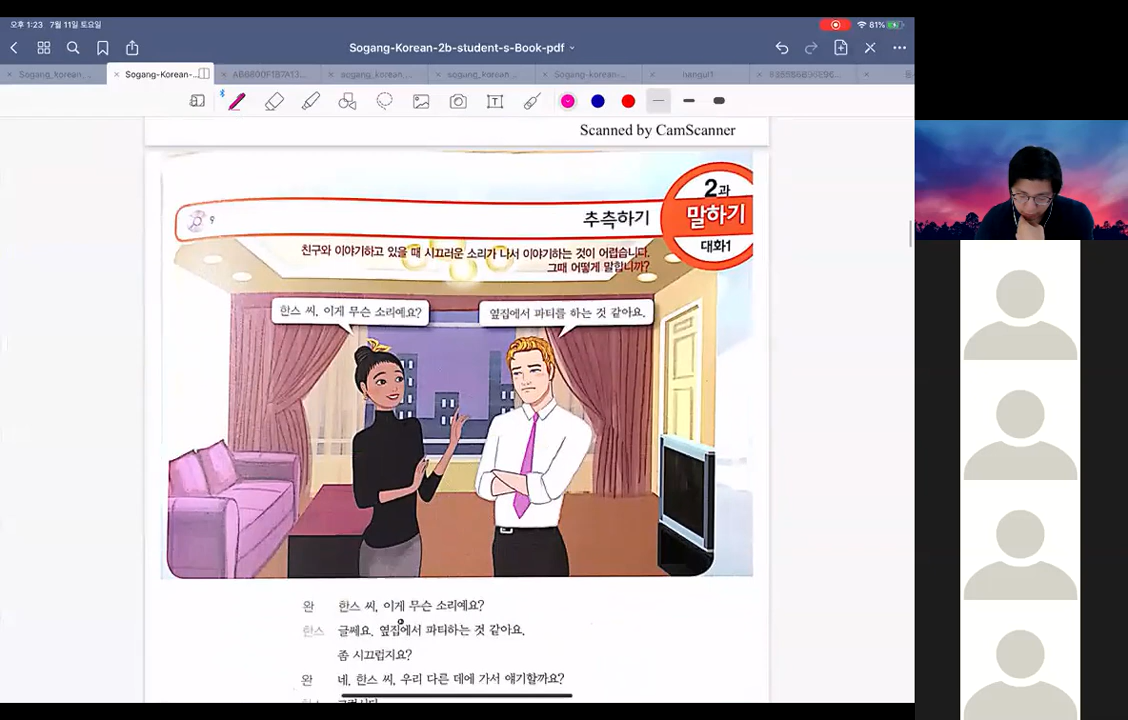 오후 1:23 7월 11일 토요일
81%
Sogang-Korean-2b-student-s-Book-pdf
Sogang_korean...
Sogang-Korean-...
sogang_korean...
Sogang-Korean-...
hangul1
Scanned by CamScanner
9
추측하기
2과
말하기
대화1
친구와 이야기하고 있을 때 시끄러운 소리가 나서 이야기하는 것이 어렵습니다.
그때 어떻게 말합니까?
한스 씨, 이게 무슨 소리예요?
옆집에서 파티를 하는 것 같아요.
완 한스 씨, 이게 무슨 소리예요?
한스 글쎄요. 옆집에서 파티하는 것 같아요.
좀 시끄럽지요?
완 네. 한스 씨, 우리 다른 데에 가서 얘기할까요?